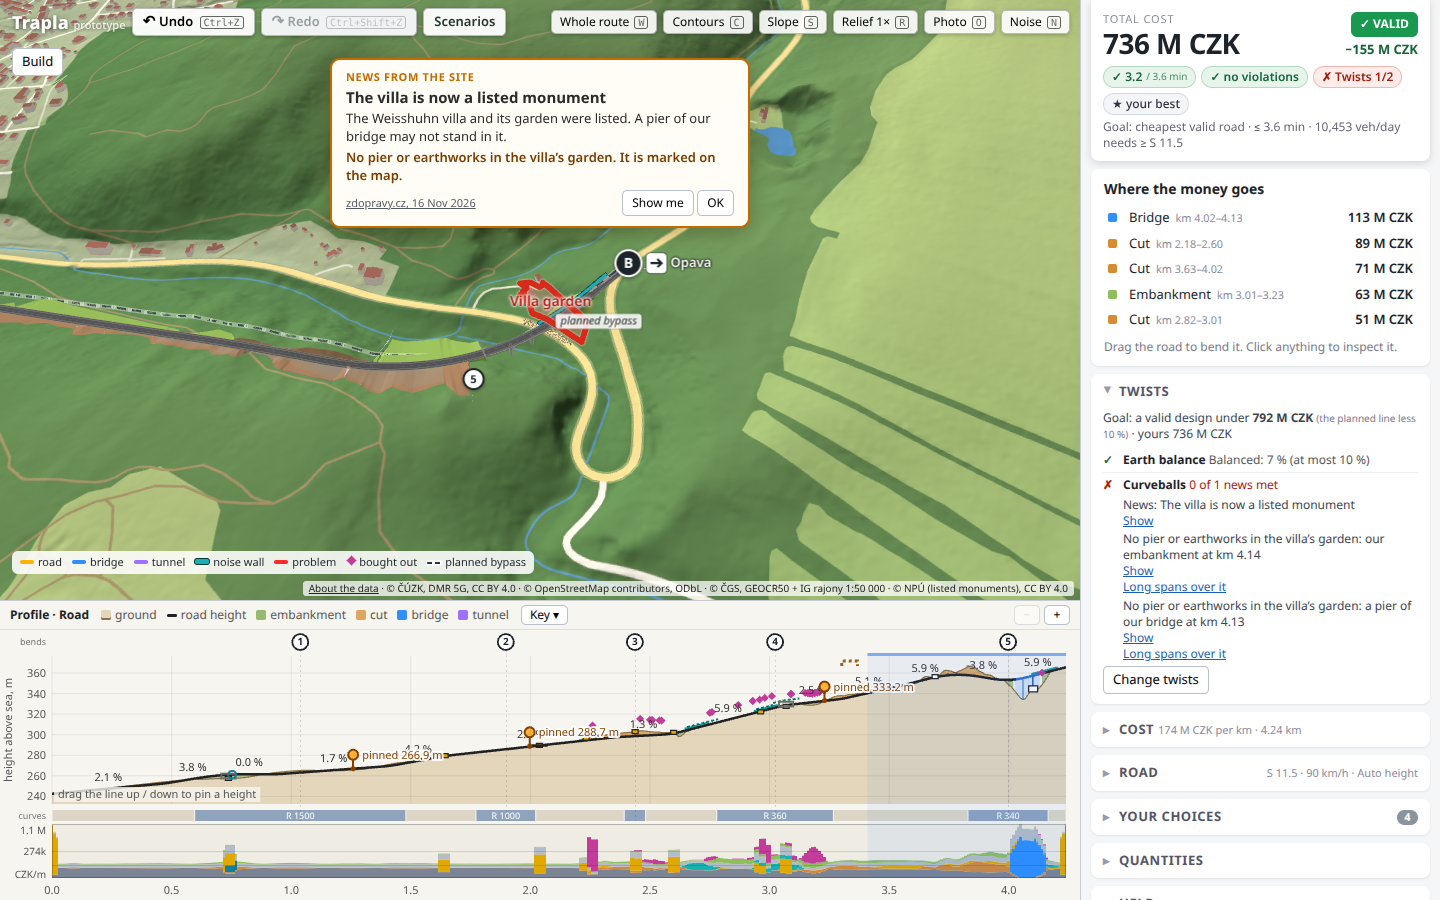 Trapla prototype
↶ Undo Ctrl+Z
↷ Redo Ctrl+Shift+Z
Scenarios
Whole route W
Contours C
Slope S
Relief 1× R
Photo O
Noise N
Build
NEWS FROM THE SITE
The villa is now a listed monument
The Weisshuhn villa and its garden were listed. A pier of our
bridge may not stand in it.
No pier or earthworks in the villa's garden. It is marked on
the map.
zdopravy.cz, 16 Nov 2026
Show me
OK
B → Opava
Villa garden
planned bypass
5
road
bridge
tunnel
noise wall
problem
bought out
planned bypass
About the data · © ČÚZK, DMR 5G, CC BY 4.0 · © OpenStreetMap contributors, ODbL · © ČGS, GEOCR50 + IG rajony 1:50 000 · © NPÚ (listed monuments), CC BY 4.0
Profile · Road
ground
road height
embankment
cut
bridge
tunnel
Key ▾
−
+
bends
1
2
3
4
5
height above sea, m
360
340
320
300
280
260
240
2.1 %
3.8 %
0.0 %
1.7 %
pinned 266.9 m
pinned 288.7 m
1.3 %
5.9 %
pinned 333.2 m
5.1 %
5.9 %
3.8 %
5.9 %
drag the line up / down to pin a height
curves
R 1500
R 1000
R 360
R 340
1.1 M
274k
CZK/m
0.0
0.5
1.0
1.5
2.0
2.5
3.0
3.5
4.0
TOTAL COST
✓ VALID
736 M CZK
−155 M CZK
✓ 3.2 / 3.6 min
✓ no violations
✗ Twists 1/2
★ your best
Goal: cheapest valid road · ≤ 3.6 min · 10,453 veh/day
needs ≥ S 11.5
Where the money goes
Bridge km 4.02–4.13 113 M CZK
Cut km 2.18–2.60 89 M CZK
Cut km 3.63–4.02 71 M CZK
Embankment km 3.01–3.23 63 M CZK
Cut km 2.82–3.01 51 M CZK
Drag the road to bend it. Click anything to inspect it.
▼ TWISTS
Goal: a valid design under 792 M CZK (the planned line less
10 %) · yours 736 M CZK
✓ Earth balance Balanced: 7 % (at most 10 %)
✗ Curveballs 0 of 1 news met
News: The villa is now a listed monument
Show
No pier or earthworks in the villa's garden: our
embankment at km 4.14
Show
Long spans over it
No pier or earthworks in the villa's garden: a pier of
our bridge at km 4.13
Show
Long spans over it
Change twists
▶ COST 174 M CZK per km · 4.24 km
▶ ROAD S 11.5 · 90 km/h · Auto height
▶ YOUR CHOICES 4
▶ QUANTITIES